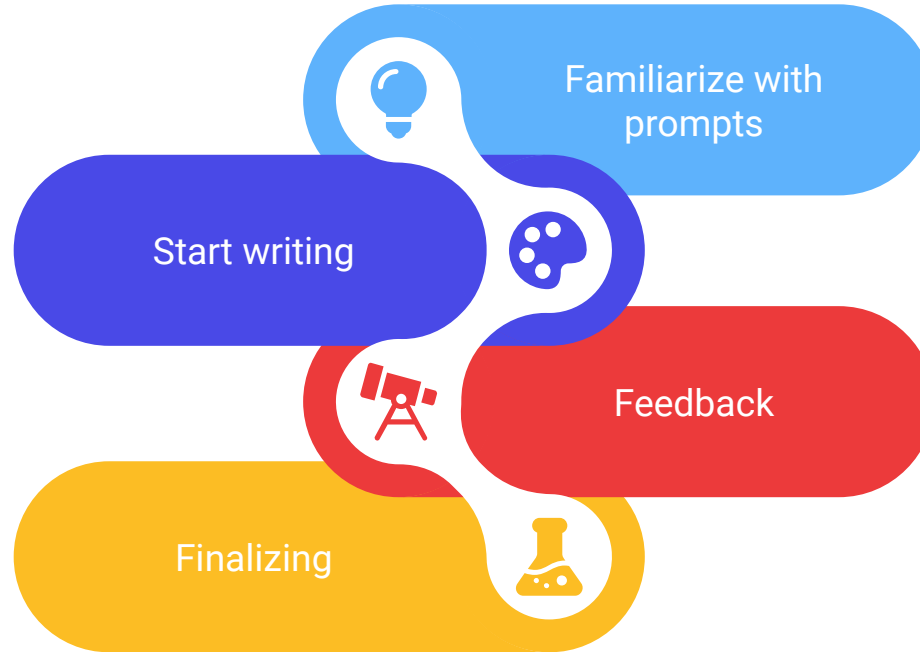 Familiarize with
prompts
Start writing
Feedback
Finalizing